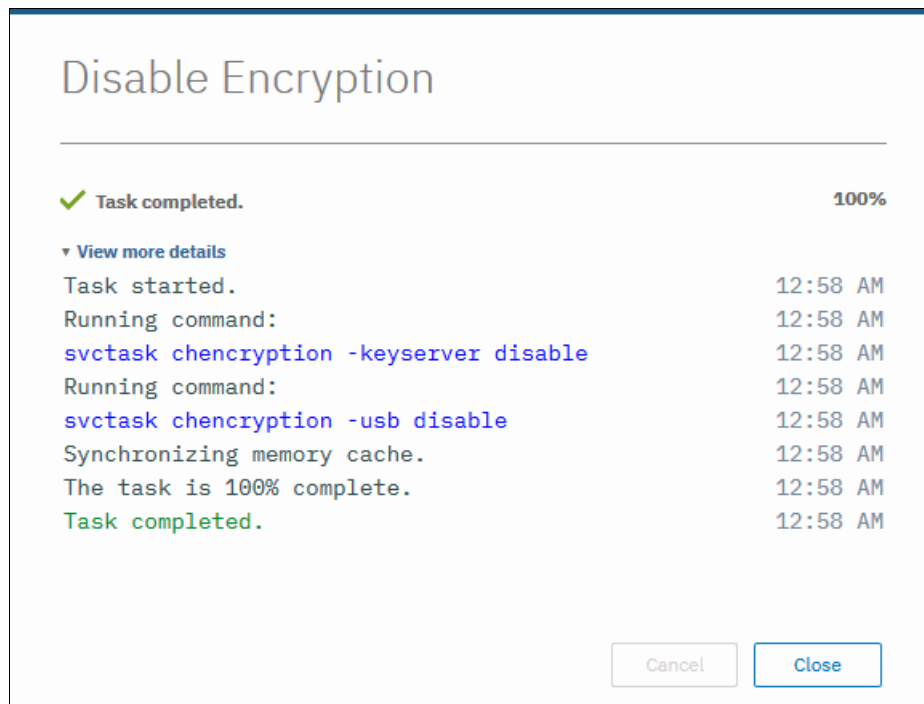 Disable Encryption
Task completed. 100%
View more details
Task started. 12:58 AM
Running command: 12:58 AM
svctask chencryption -keyserver disable 12:58 AM
Running command: 12:58 AM
svctask chencryption -usb disable 12:58 AM
Synchronizing memory cache. 12:58 AM
The task is 100% complete. 12:58 AM
Task completed. 12:58 AM
Cancel Close